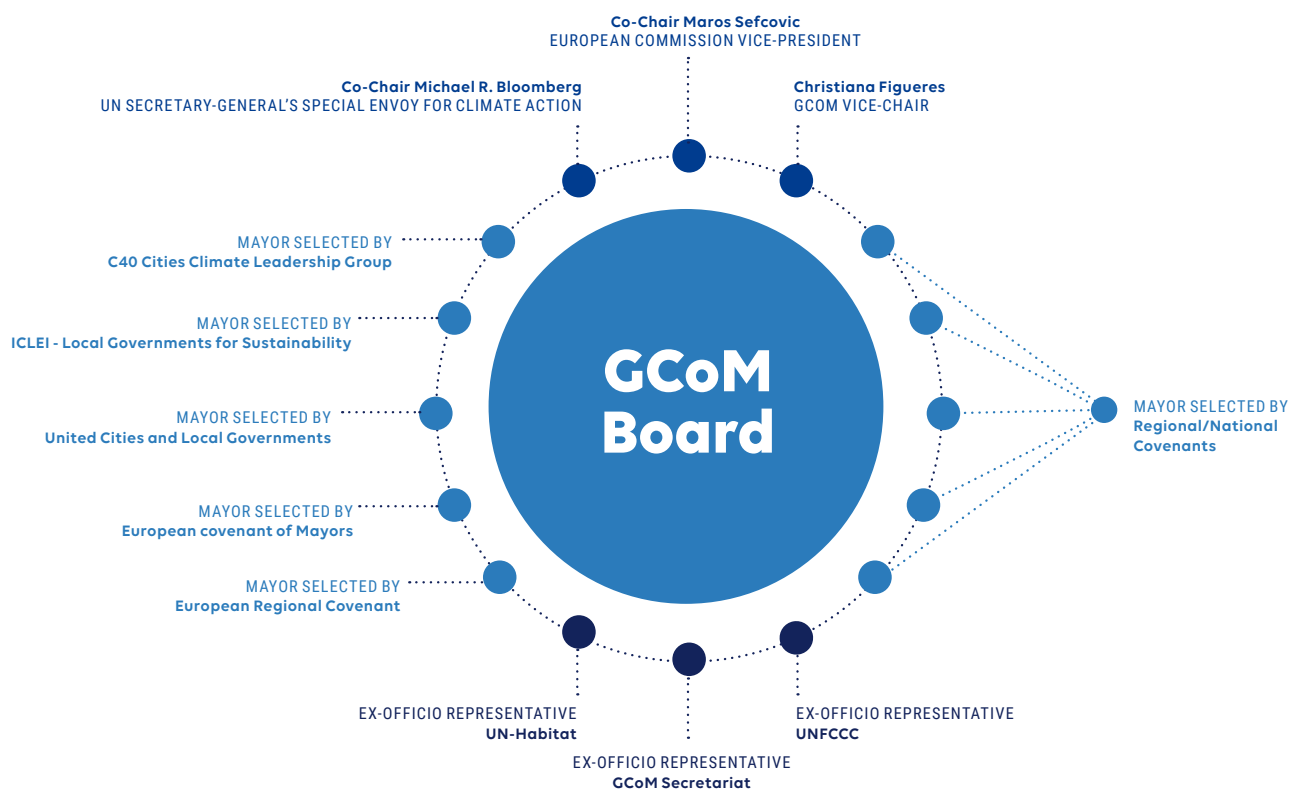 Co-Chair Maros Sefcovic
EUROPEAN COMMISSION VICE-PRESIDENT
Co-Chair Michael R. Bloomberg
UN SECRETARY-GENERAL'S SPECIAL ENVOY FOR CLIMATE ACTION
Christiana Figueres
GCOM VICE-CHAIR
MAYOR SELECTED BY
C40 Cities Climate Leadership Group
MAYOR SELECTED BY
ICLEI - Local Governments for Sustainability
MAYOR SELECTED BY
United Cities and Local Governments
MAYOR SELECTED BY
European covenant of Mayors
MAYOR SELECTED BY
European Regional Covenant
GCoM
Board
MAYOR SELECTED BY
Regional/National
Covenants
EX-OFFICIO REPRESENTATIVE
UN-Habitat
EX-OFFICIO REPRESENTATIVE
GCoM Secretariat
EX-OFFICIO REPRESENTATIVE
UNFCCC